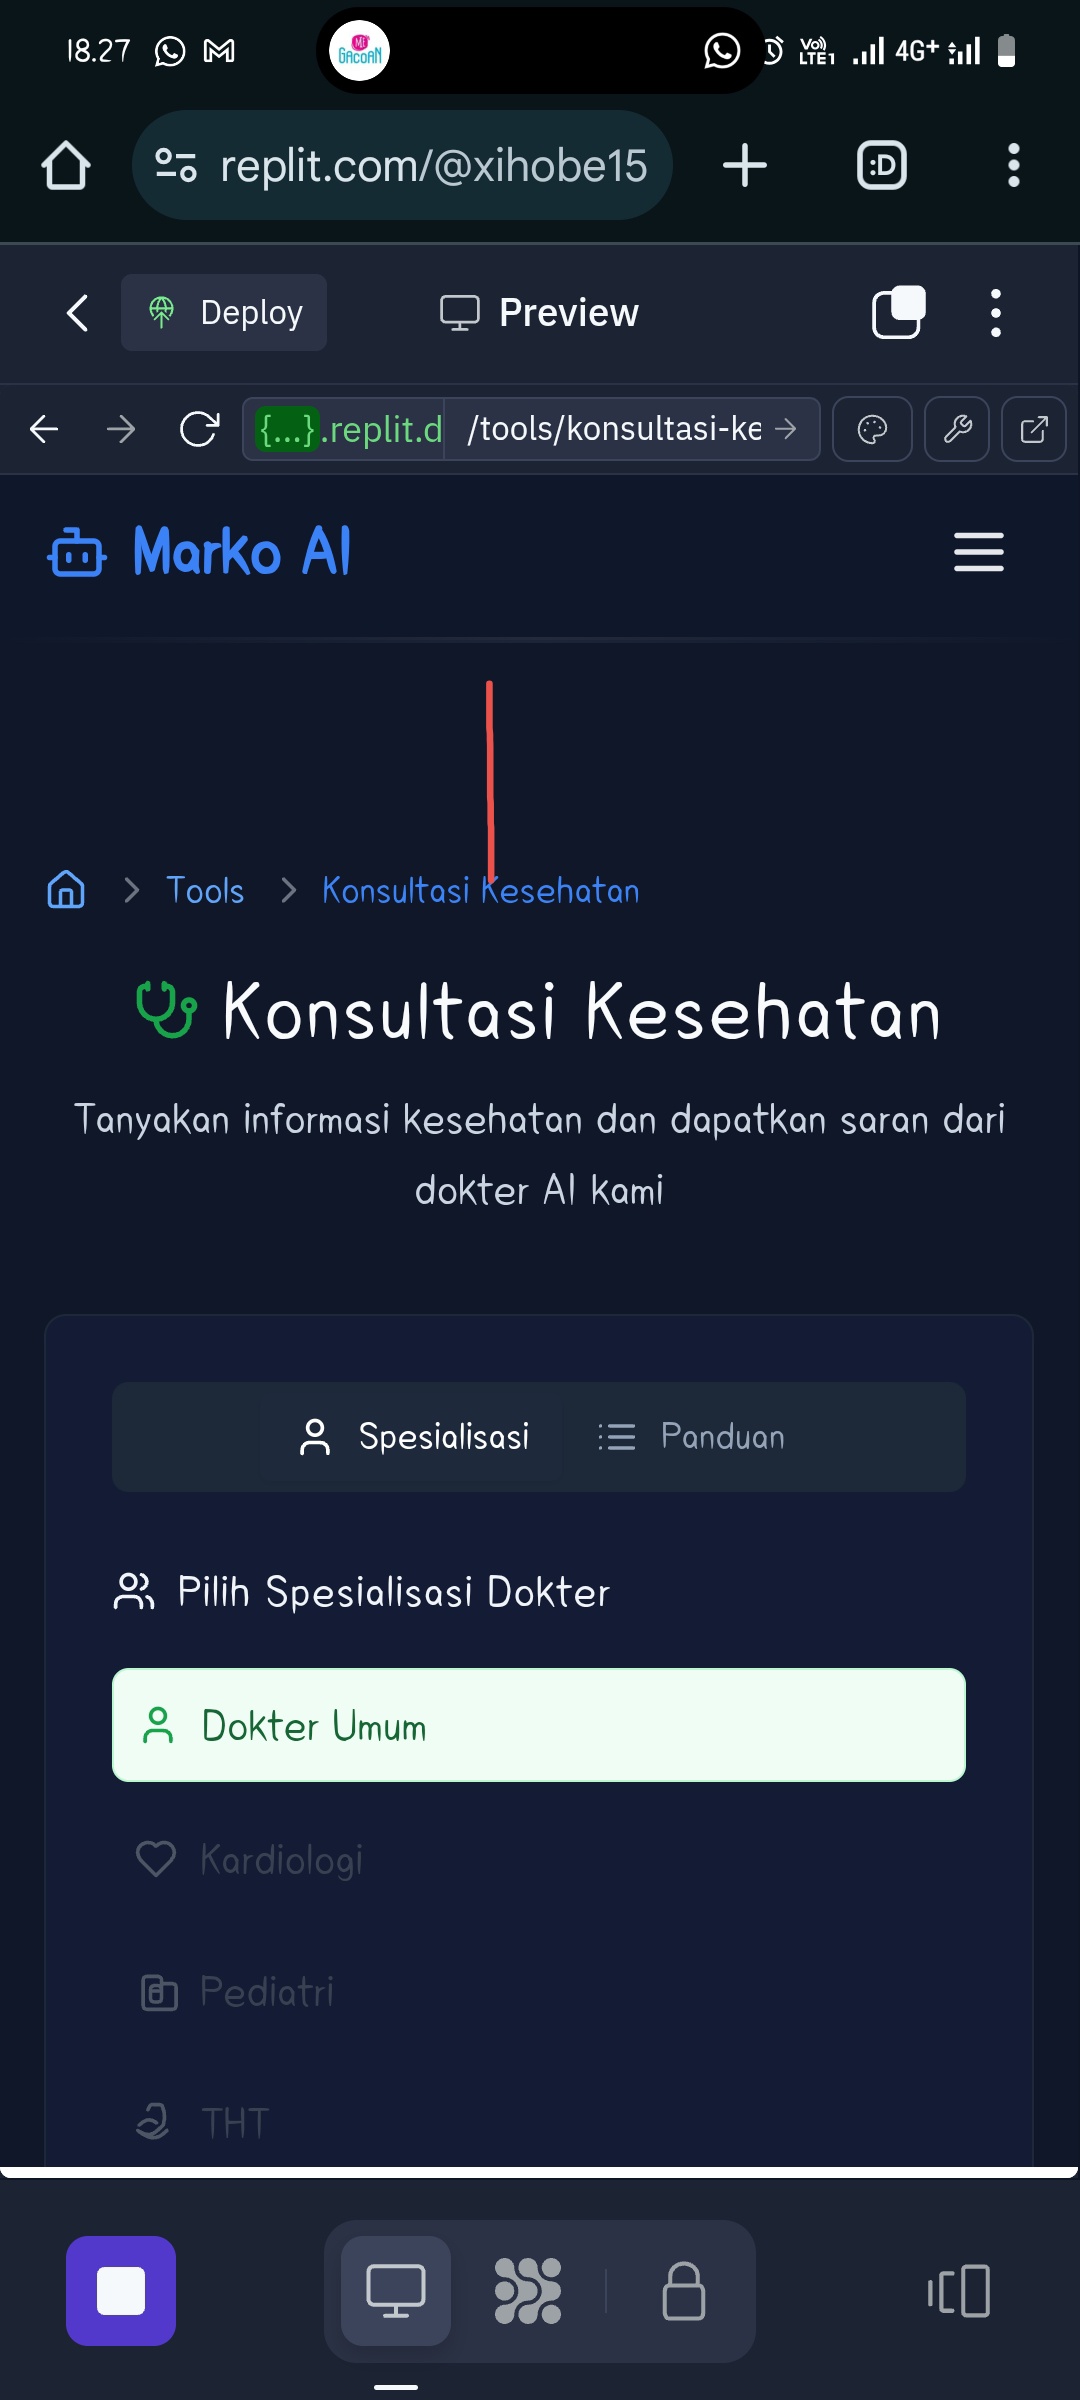 18.27
Mi
GACOAN
Vo))
LTE1
4G+
replit.com/@xihobe15
:D
Deploy
Preview
{...}.replit.d
/tools/konsultasi-ke
Marko AI
Tools
Konsultasi Kesehatan
Konsultasi Kesehatan
Tanyakan informasi kesehatan dan dapatkan saran dari
dokter AI kami
Spesialisasi
Panduan
Pilih Spesialisasi Dokter
Dokter Umum
Kardiologi
Pediatri
THT